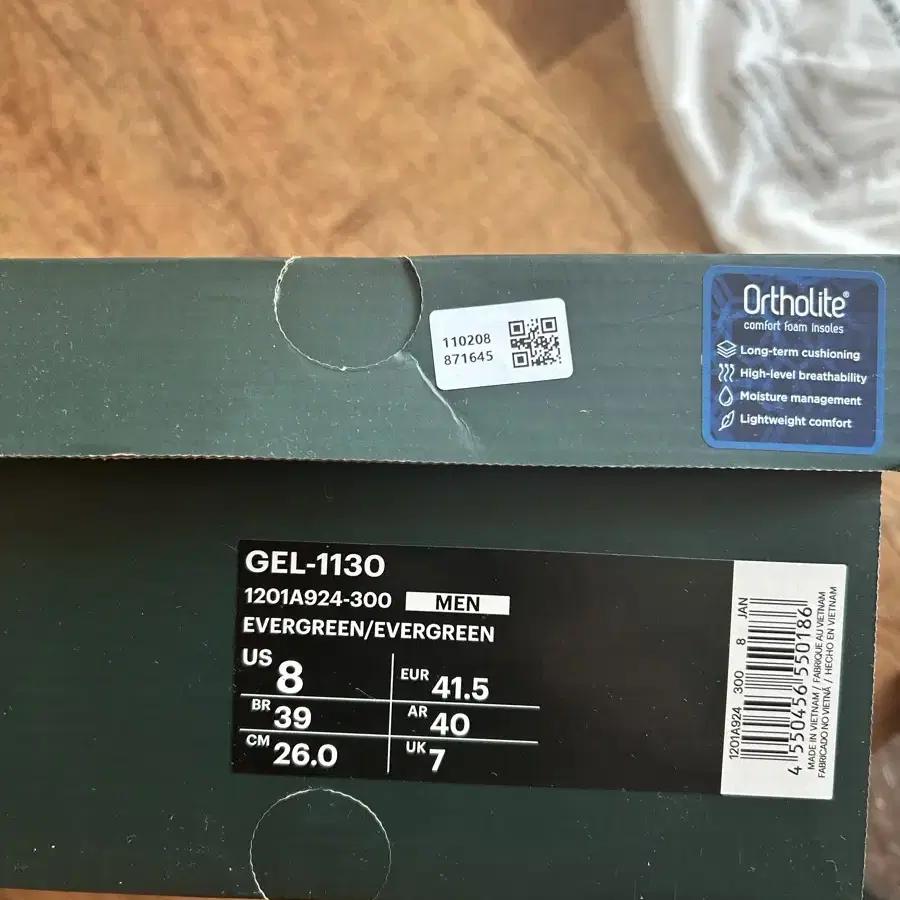 110208
871645
Ortholite®
comfort foam insoles
Long-term cushioning
High-level breathability
Moisture management
Lightweight comfort
GEL-1130
1201A924-300 MEN
EVERGREEN/EVERGREEN
US 8 EUR 41.5
BR 39 AR 40
CM 26.0 UK 7
1201A924 300 8 JAN
4 550456 550186
MADE IN VIETNAM / FABRIQUE AU VIETNAM
FABRICADO NO VIETNÃ / HECHO EN VIETNAM